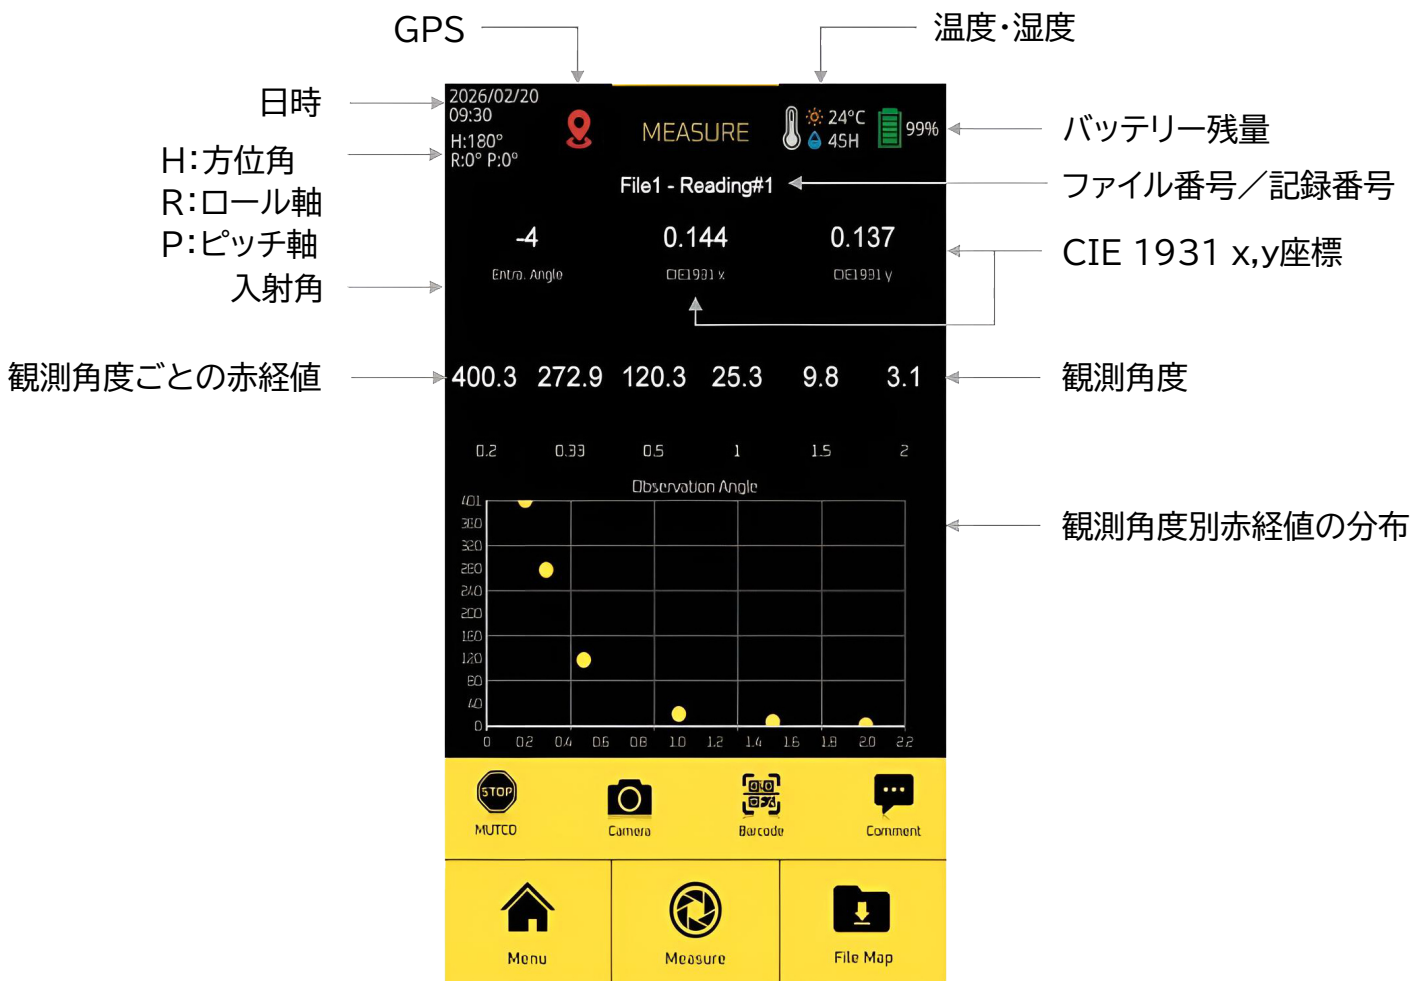 GPS
温度・湿度
日時
H:方位角
R:ロール軸
P:ピッチ軸
入射角
観測角度ごとの赤経値
2026/02/20
09:30
H:180°
R:0° P:0°
MEASURE
24°C
45H
99%
File1 - Reading#1
-4 0.144 0.137
Entra. Angle CIE1931 x CIE1931 y
400.3 272.9 120.3 25.3 9.8 3.1
0.2 0.33 0.5 1 1.5 2
Observation Angle
401
360
320
280
240
200
160
120
80
40
0
0 0.2 0.4 0.6 0.8 1.0 1.2 1.4 1.6 1.8 2.0 2.2
STOP
MUTCD Camera Barcode Comment
Menu Measure File Map
バッテリー残量
ファイル番号／記録番号
CIE 1931 x,y座標
観測角度
観測角度別赤経値の分布